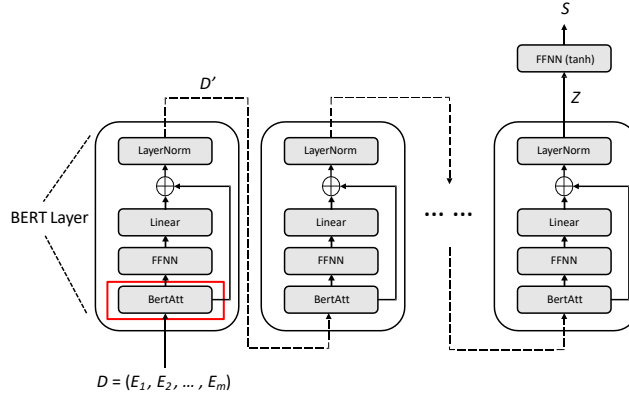 S
FFNN (tanh)
D'
Z
LayerNorm
LayerNorm
LayerNorm
BERT Layer
Linear
Linear
... ...
Linear
FFNN
FFNN
FFNN
BertAtt
BertAtt
BertAtt
D = (E₁ , E₂ , ... , Eₘ)